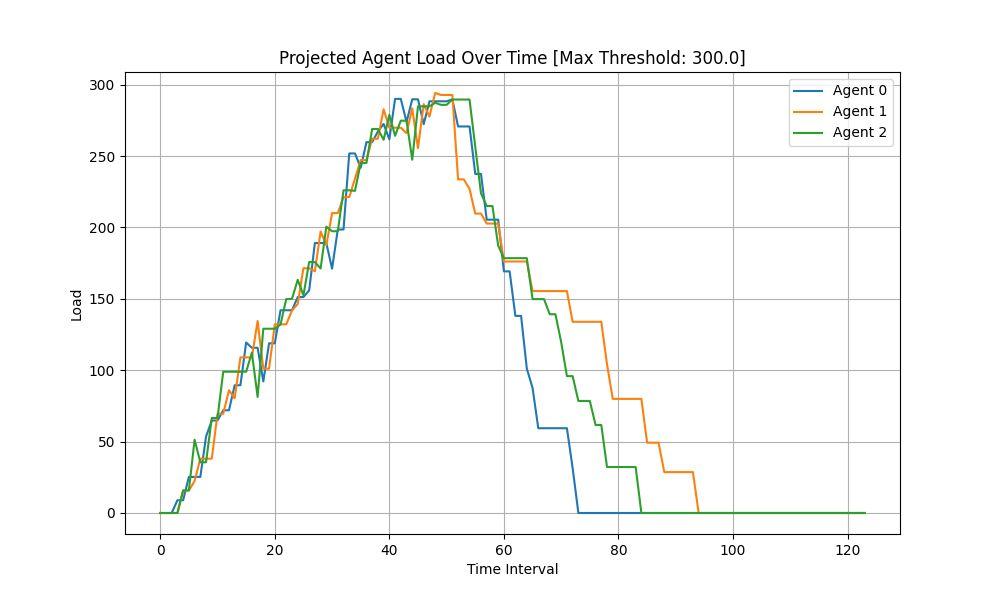 Projected Agent Load Over Time [Max Threshold: 300.0]
300
250
200
150
100
50
0
Load
Agent 0
Agent 1
Agent 2
0 20 40 60 80 100 120
Time Interval